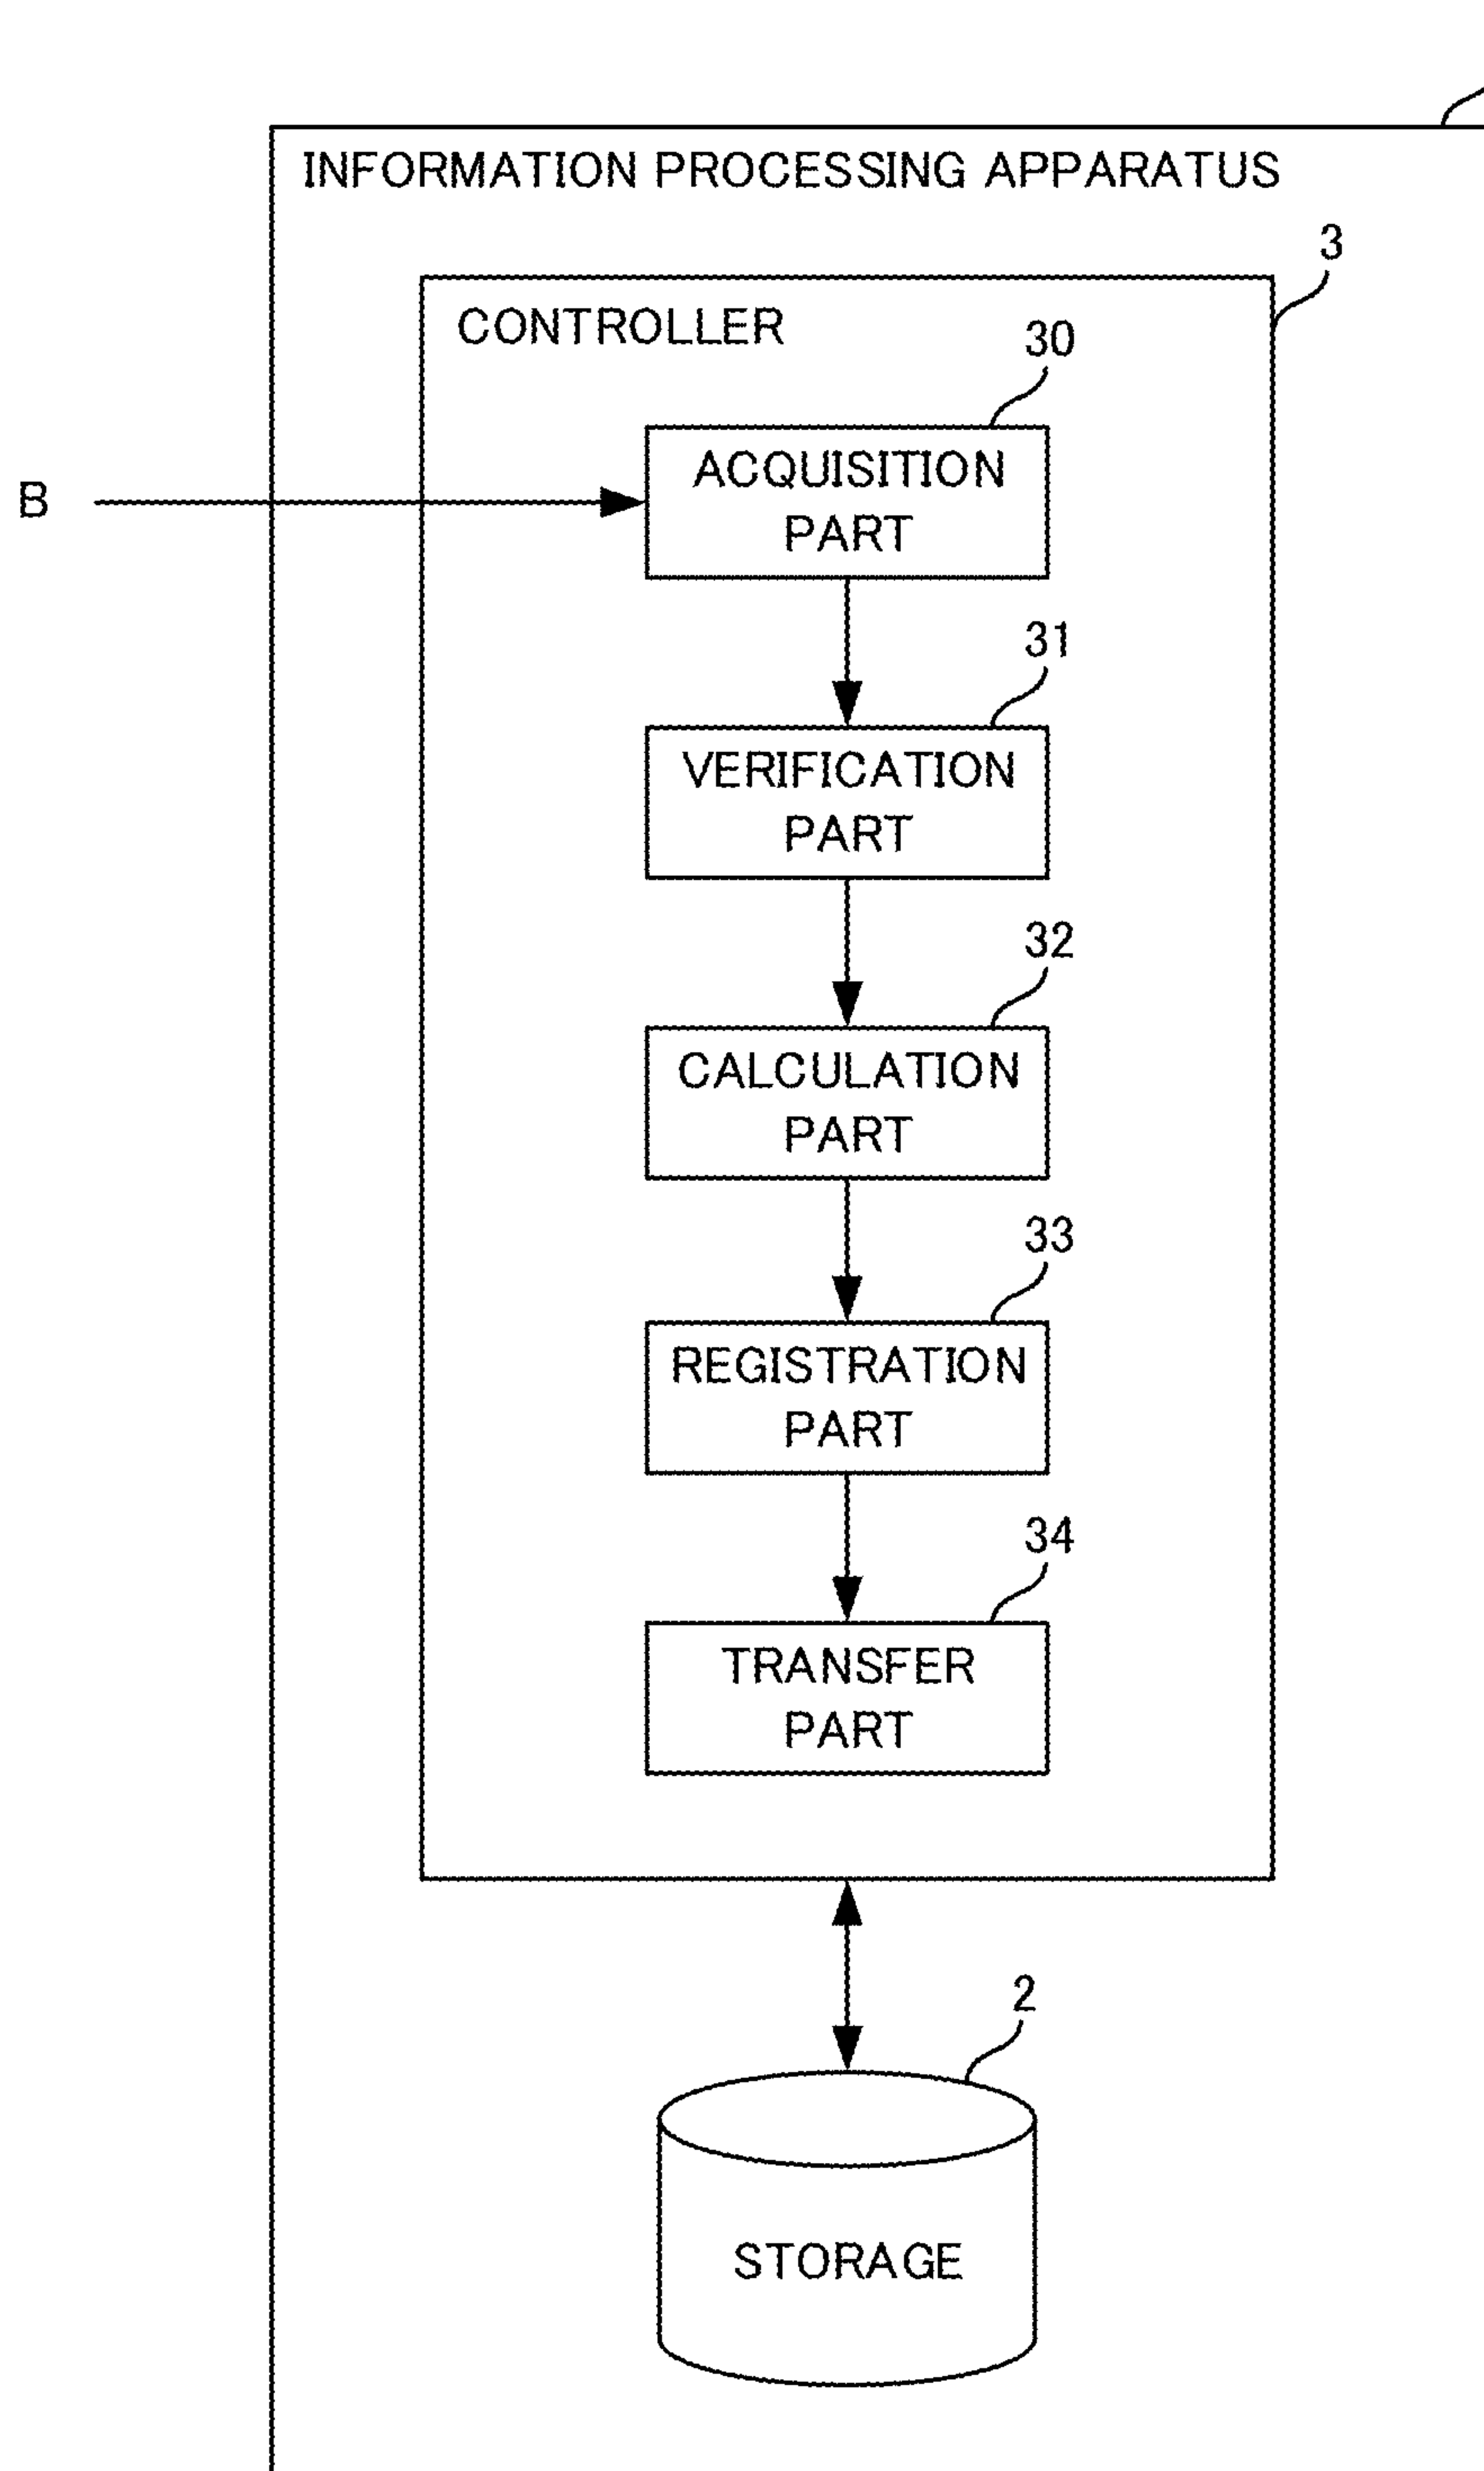 INFORMATION PROCESSING APPARATUS
3
CONTROLLER
30
ACQUISITION
PART
B
31
VERIFICATION
PART
32
CALCULATION
PART
33
REGISTRATION
PART
34
TRANSFER
PART
2
STORAGE